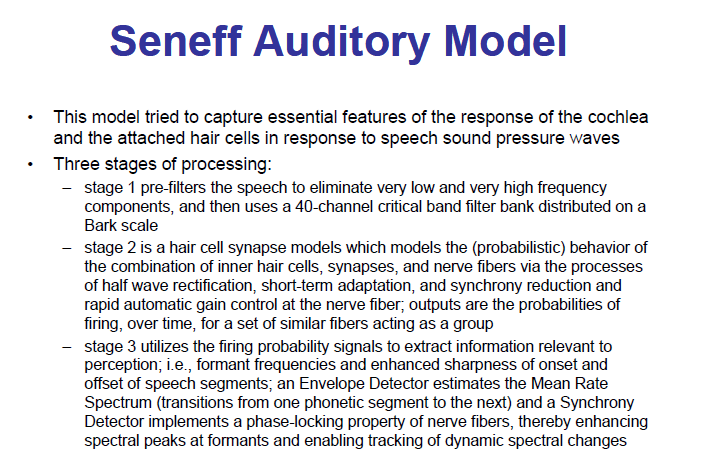 Seneff Auditory Model
• This model tried to capture essential features of the response of the cochlea
and the attached hair cells in response to speech sound pressure waves
• Three stages of processing:
– stage 1 pre-filters the speech to eliminate very low and very high frequency
components, and then uses a 40-channel critical band filter bank distributed on a
Bark scale
– stage 2 is a hair cell synapse models which models the (probabilistic) behavior of
the combination of inner hair cells, synapses, and nerve fibers via the processes
of half wave rectification, short-term adaptation, and synchrony reduction and
rapid automatic gain control at the nerve fiber; outputs are the probabilities of
firing, over time, for a set of similar fibers acting as a group
– stage 3 utilizes the firing probability signals to extract information relevant to
perception; i.e., formant frequencies and enhanced sharpness of onset and
offset of speech segments; an Envelope Detector estimates the Mean Rate
Spectrum (transitions from one phonetic segment to the next) and a Synchrony
Detector implements a phase-locking property of nerve fibers, thereby enhancing
spectral peaks at formants and enabling tracking of dynamic spectral changes